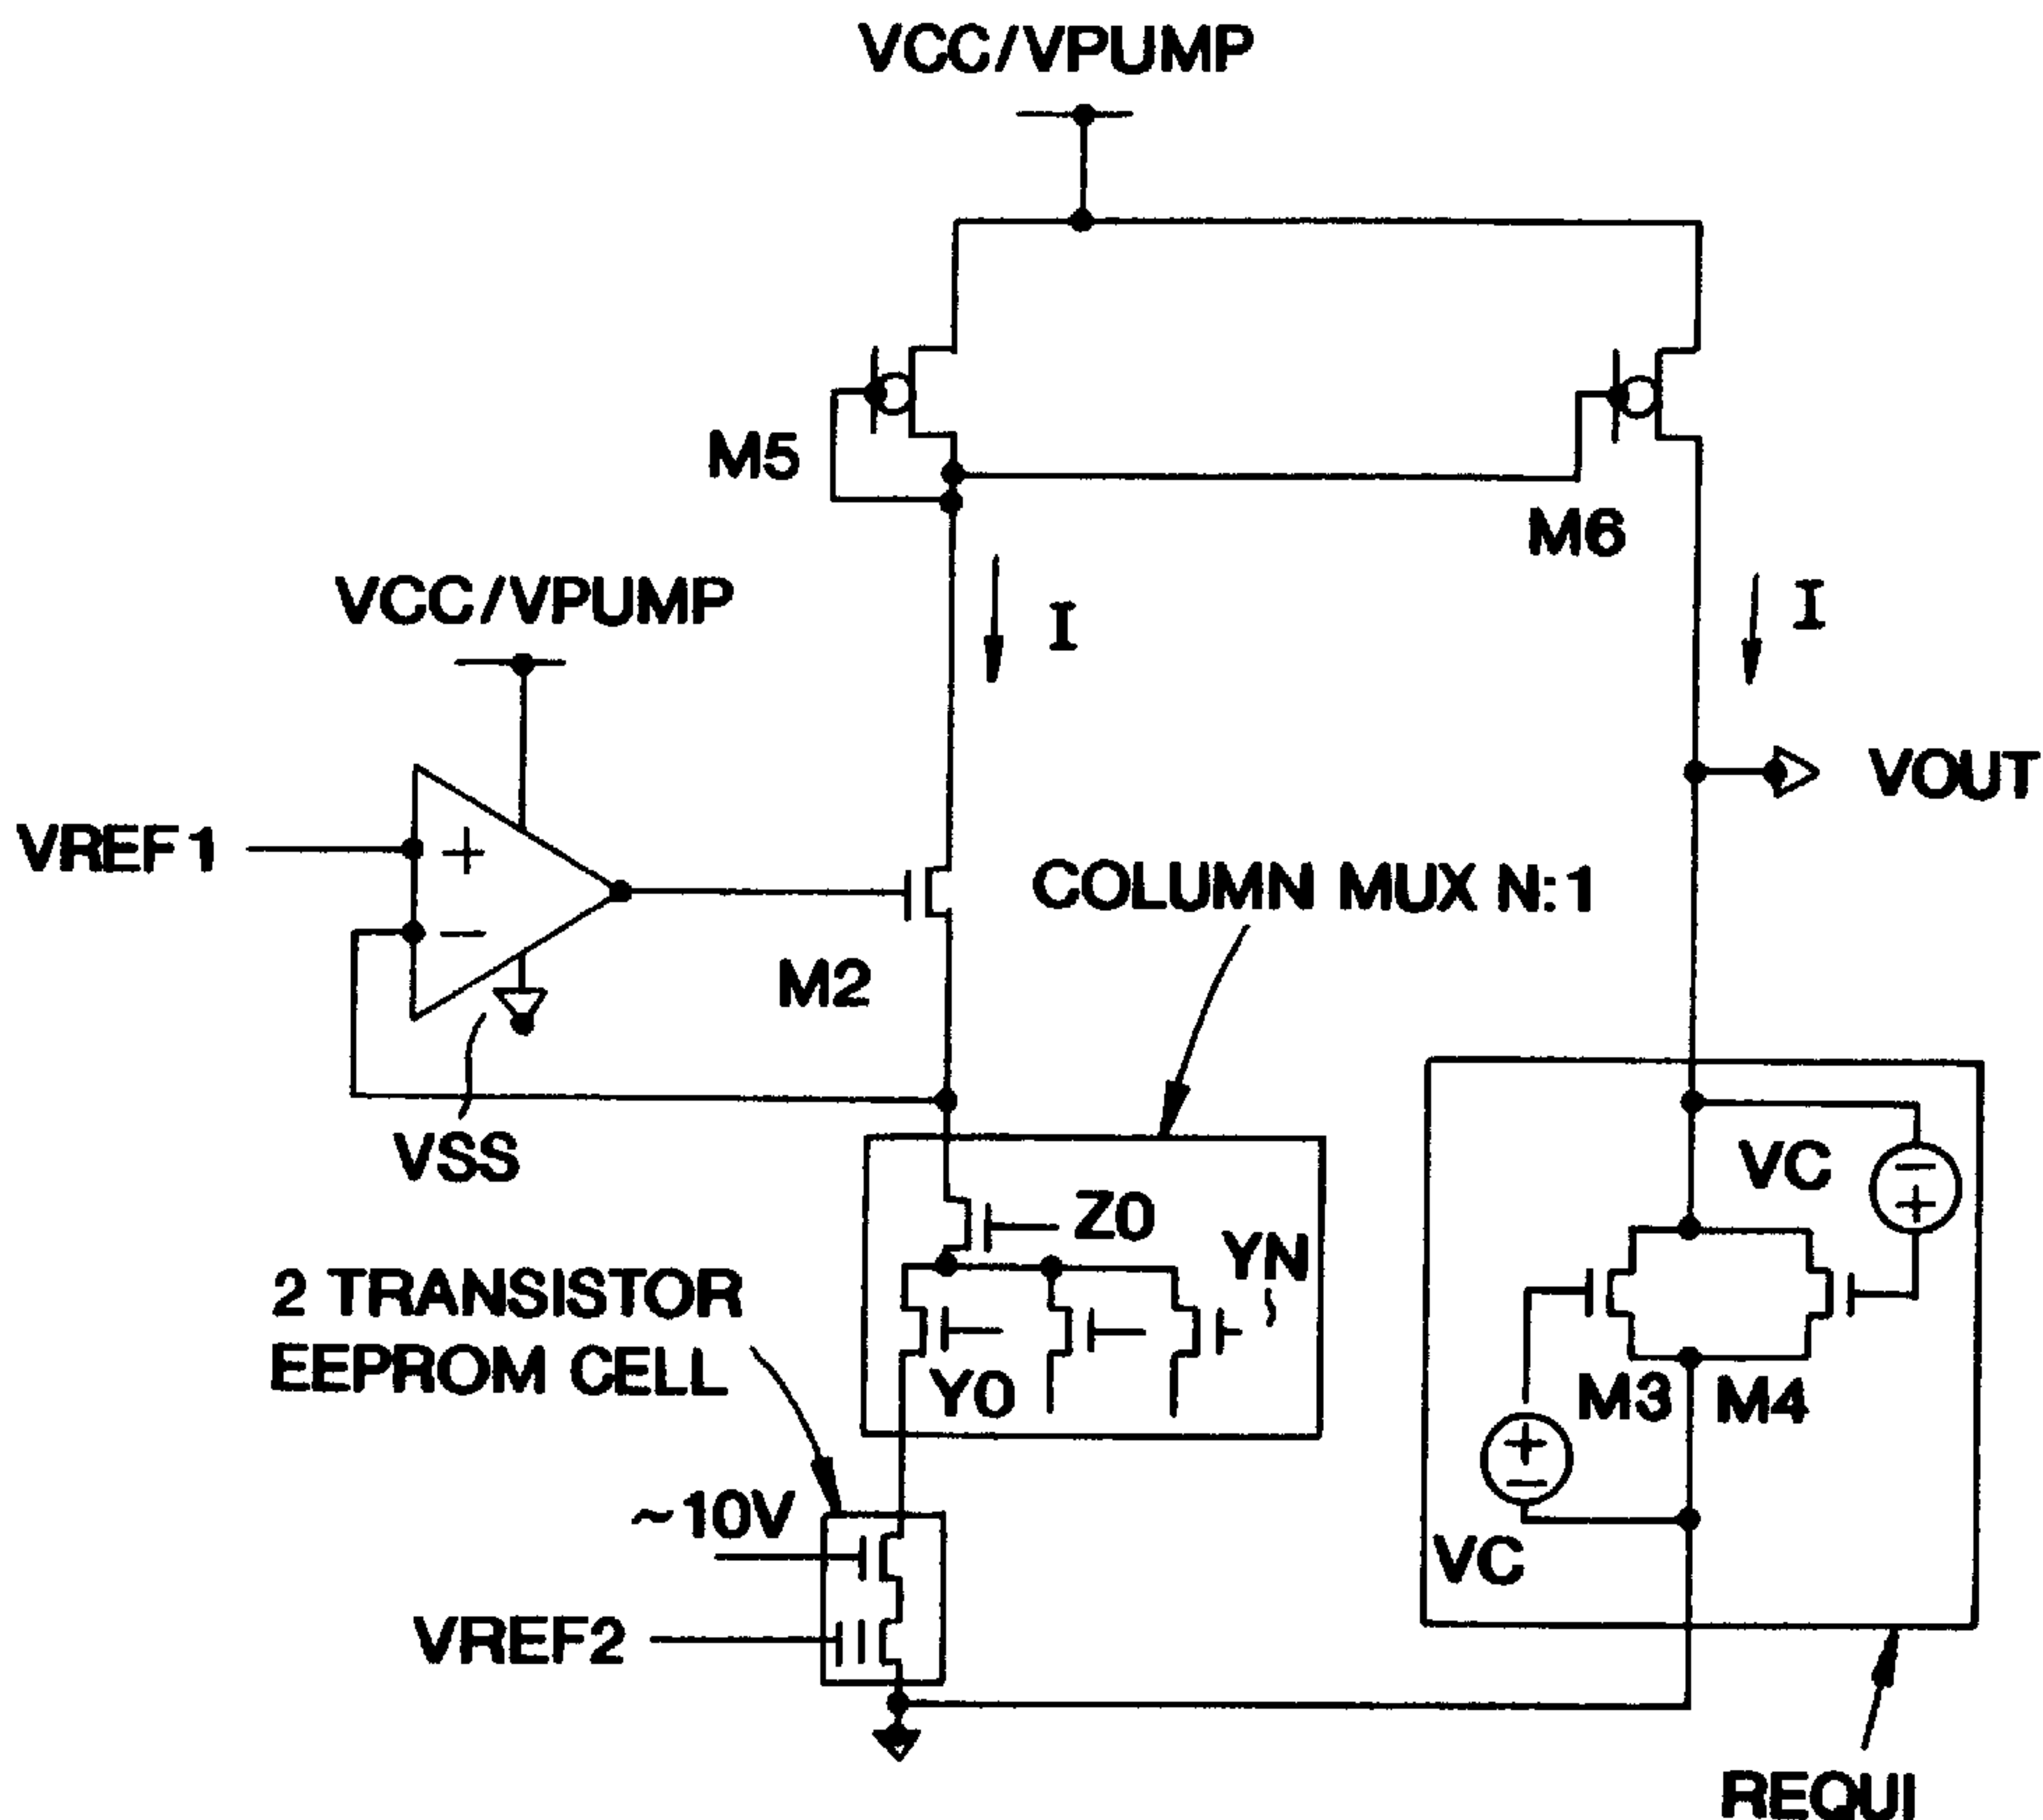 VCC/VPUMP
M5
M6
VCC/VPUMP
I
I
VOUT
VREF1
+
−
COLUMN MUX N:1
M2
VSS
VC
−
+
Z0
YN
2 TRANSISTOR
EEPROM CELL
Y0
M3
M4
+
−
~10V
VC
VREF2
REQUI